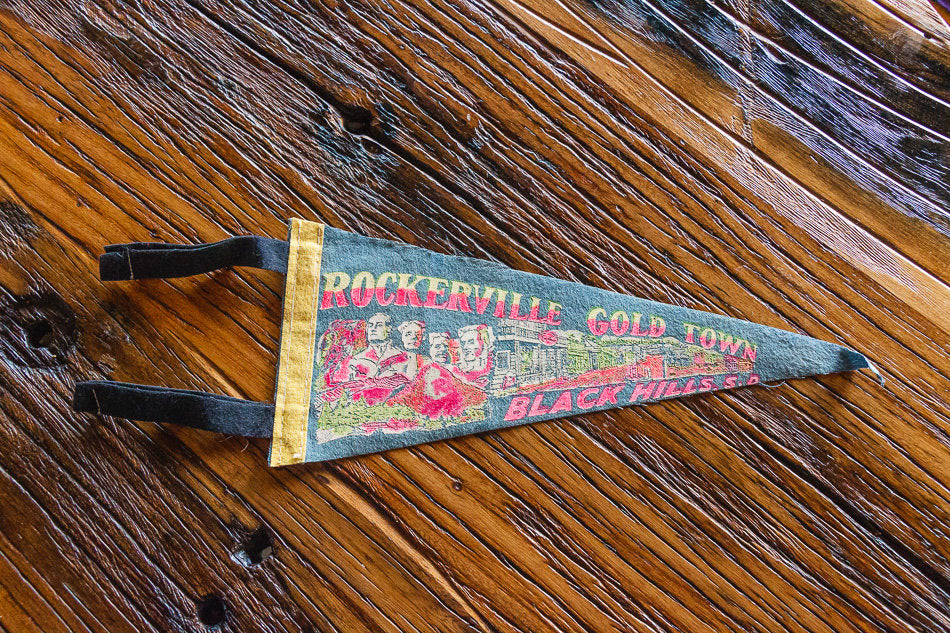 ROCKERVILLE GOLD TOWN
BLACK HILLS, S.D.